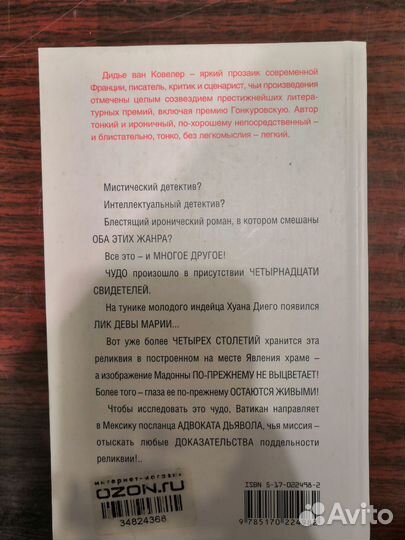 Дидье ван Ковелер – яркий прозаик современной
Франции, писатель, критик и сценарист, чьи произведения
отмечены целым созвездием престижнейших литера-
турных премий, включая премию Гонкуровскую. Автор
тонкий и ироничный, по-хорошему непосредственный –
и блистательно, тонко, без легкомыслия – легкий.
Мистический детектив?
Интеллектуальный детектив?
Блестящий иронический роман, в котором смешаны
ОБА ЭТИХ ЖАНРА?
Все это – и МНОГОЕ ДРУГОЕ!
ЧУДО произошло в присутствии ЧЕТЫРНАДЦАТИ
СВИДЕТЕЛЕЙ.
На тунике молодого индейца Хуана Диего появился
ЛИК ДЕВЫ МАРИИ...
Вот уже более ЧЕТЫРЕХ СТОЛЕТИЙ хранится эта
реликвия в построенном на месте Явления храме –
а изображение Мадонны ПО-ПРЕЖНЕМУ НЕ ВЫЦВЕТАЕТ!
Более того – глаза ее по-прежнему ОСТАЮТСЯ ЖИВЫМИ!
Чтобы исследовать это чудо, Ватикан направляет
в Мексику посланца АДВОКАТА ДЬЯВОЛА, чья миссия –
отыскать любые ДОКАЗАТЕЛЬСТВА поддельности
реликвии!..
интернет-магазин
OZON.ru
34824368
ISBN 5-17-022498-2
9 785170 224982
Avito